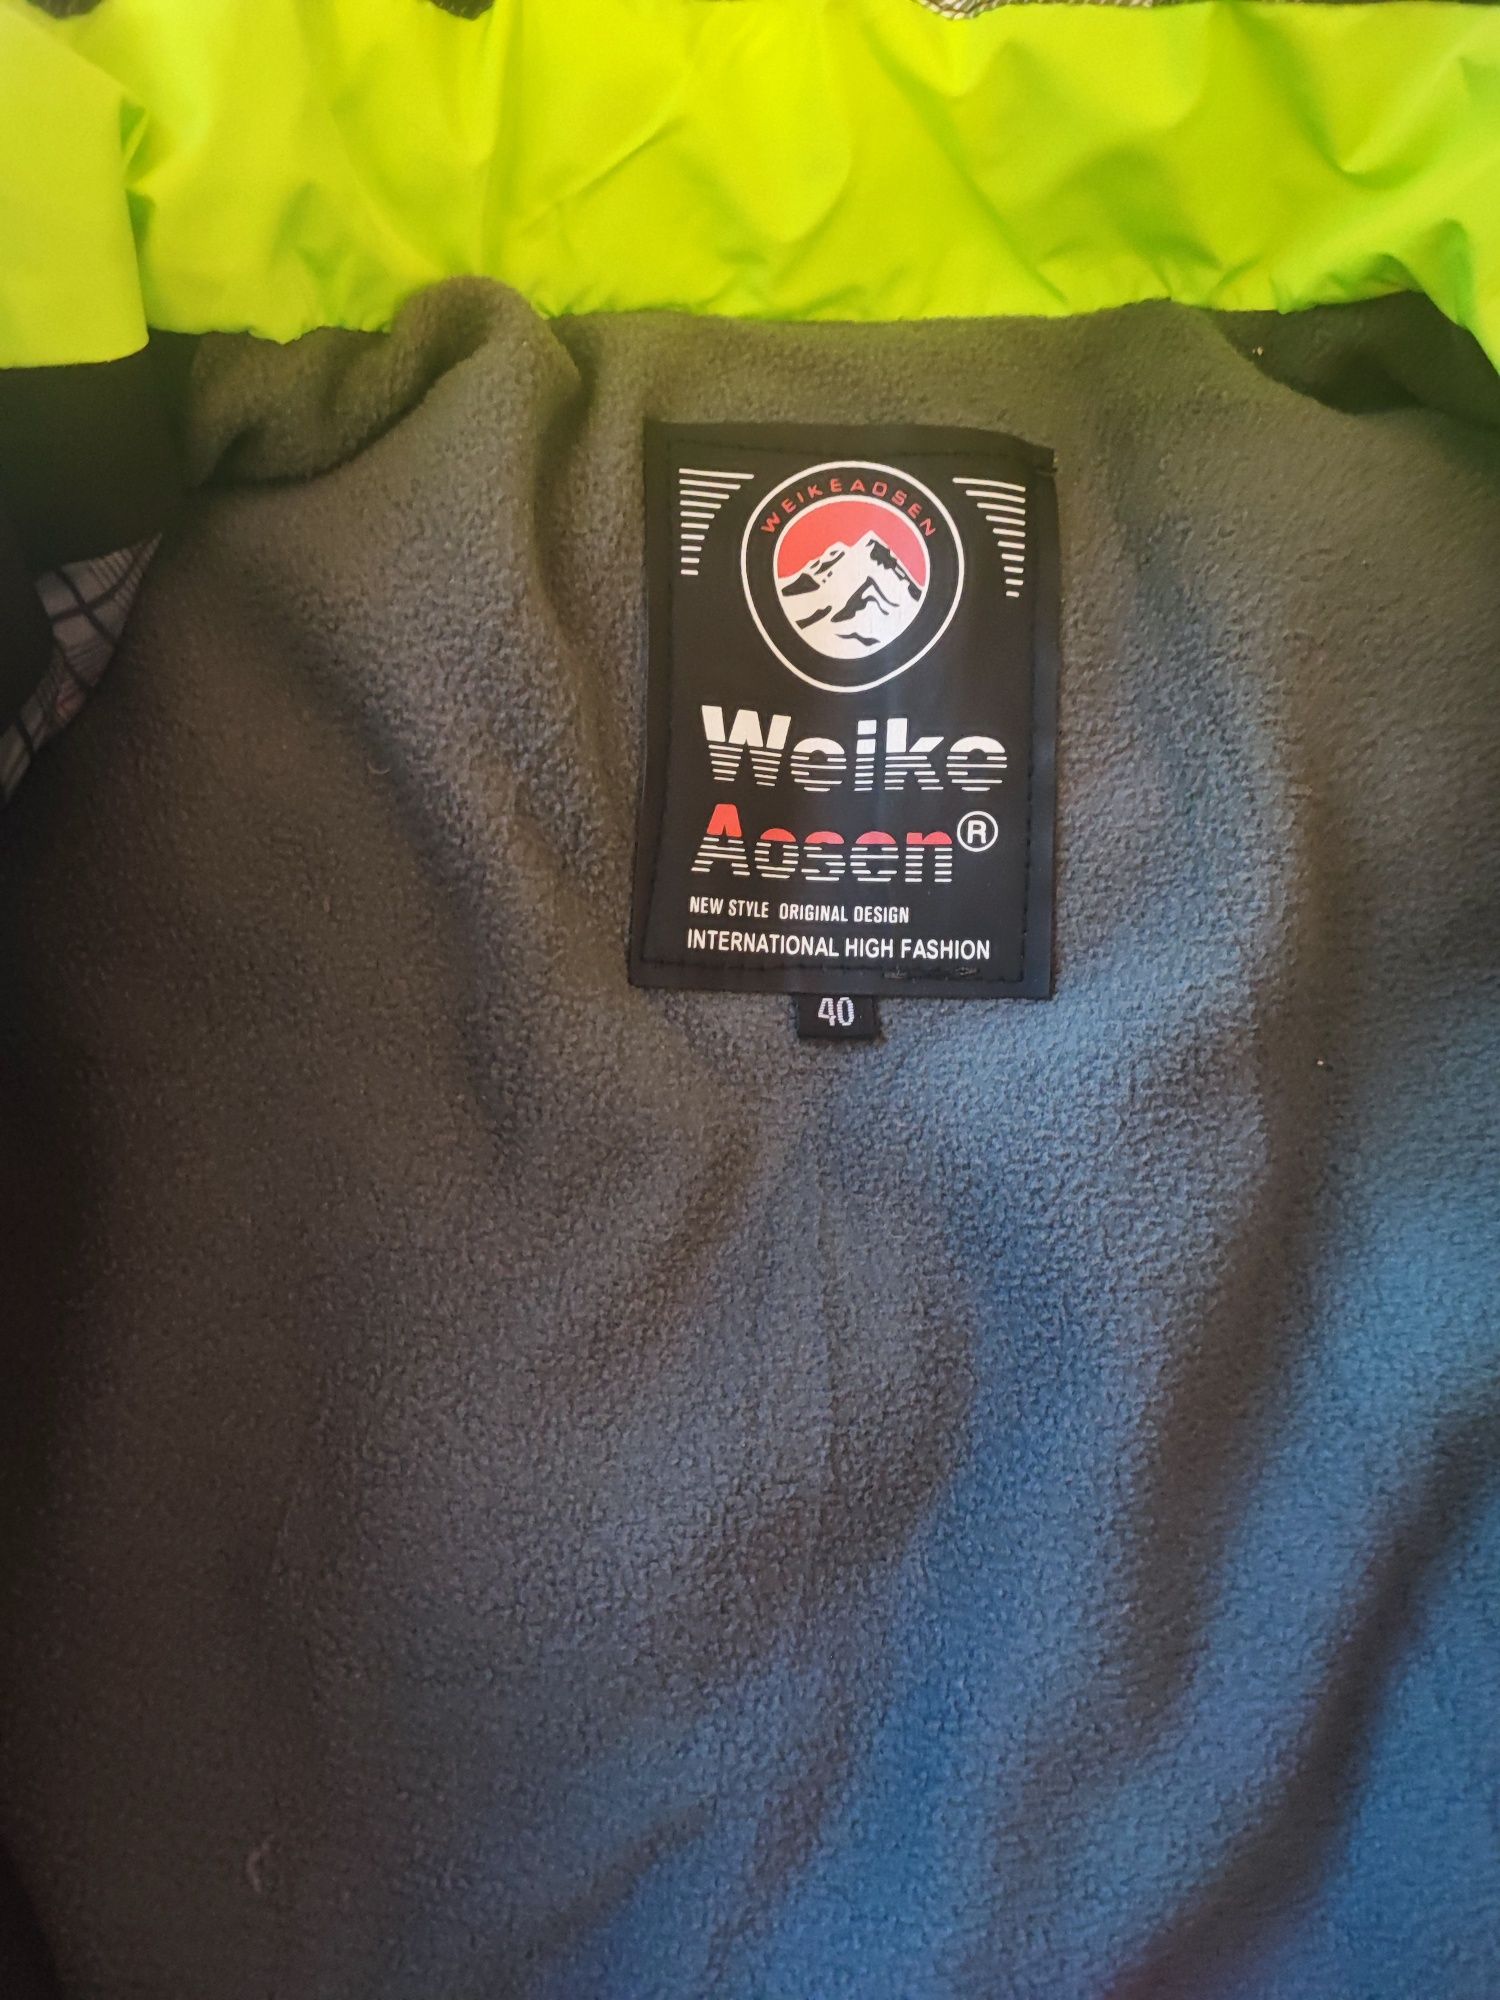 WEIKEAOSEN
Weike
Aosen®
NEW STYLE ORIGINAL DESIGN
INTERNATIONAL HIGH FASHION
40